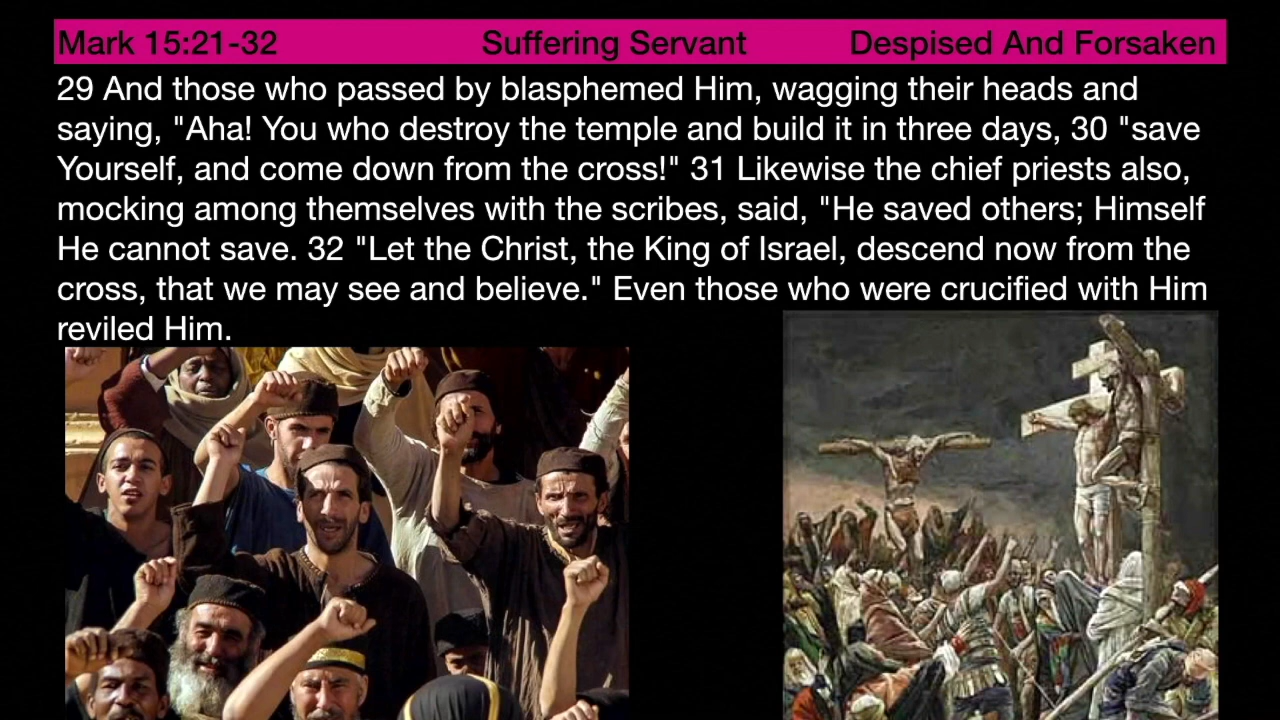 Mark 15:21-32 Suffering Servant Despised And Forsaken
29 And those who passed by blasphemed Him, wagging their heads and
saying, "Aha! You who destroy the temple and build it in three days, 30 "save
Yourself, and come down from the cross!" 31 Likewise the chief priests also,
mocking among themselves with the scribes, said, "He saved others; Himself
He cannot save. 32 "Let the Christ, the King of Israel, descend now from the
cross, that we may see and believe." Even those who were crucified with Him
reviled Him.